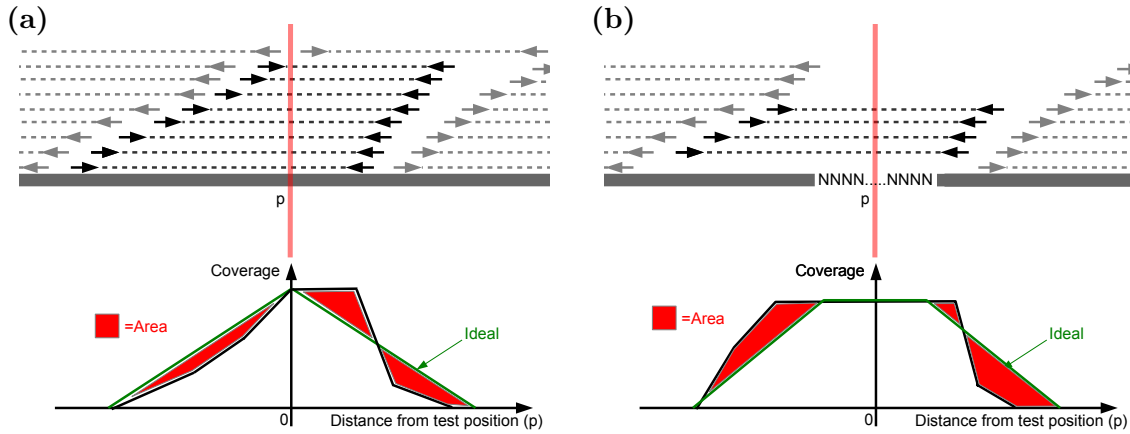 (a)
p
Coverage
=Area
Ideal
0
Distance from test position (p)
(b)
NNNN.....NNNN
p
Coverage
=Area
Ideal
0
Distance from test position (p)